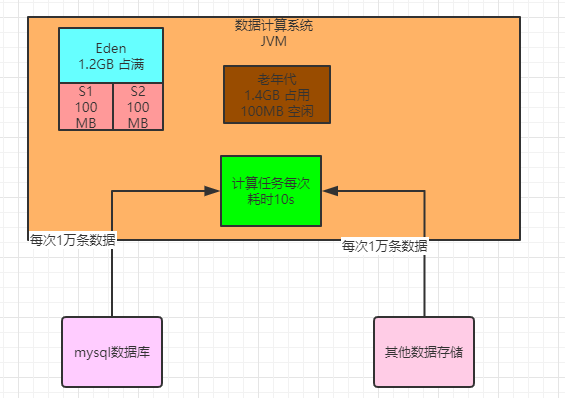 数据计算系统
JVM
Eden
1.2GB 占满
S1
100
MB
S2
100
MB
老年代
1.4GB 占用
100MB 空闲
计算任务每次
耗时10s
每次1万条数据
每次1万条数据
mysql数据库
其他数据存储